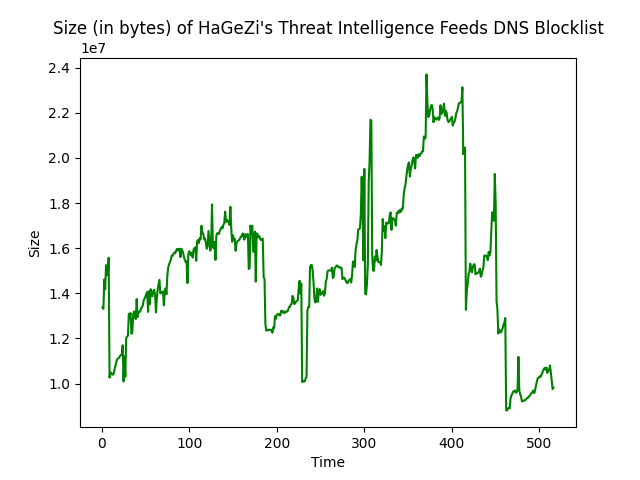 Size (in bytes) of HaGeZi's Threat Intelligence Feeds DNS Blocklist
1e7
2.4
2.2
2.0
1.8
1.6
1.4
1.2
1.0
Size
0 100 200 300 400 500
Time